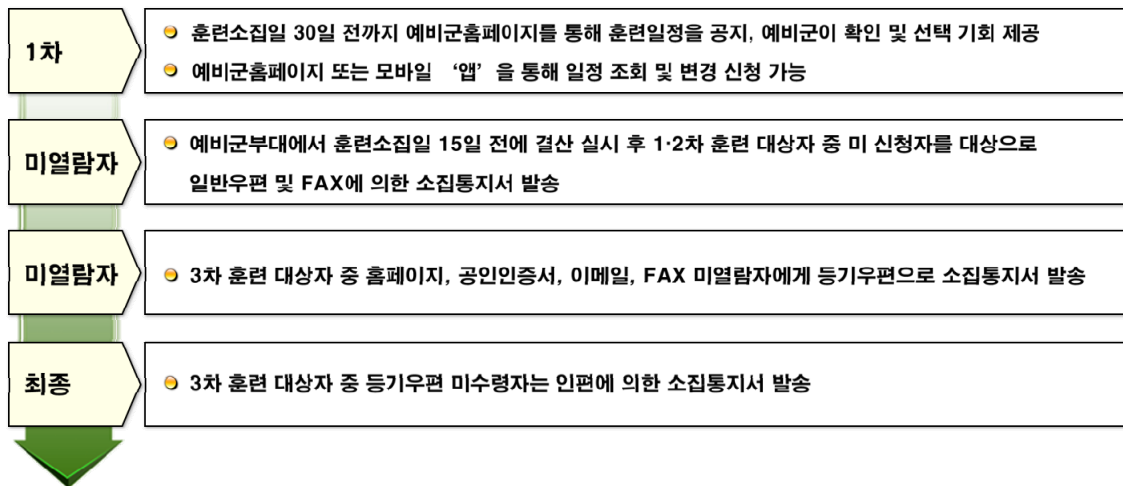 1차
훈련소집일 30일 전까지 예비군홈페이지를 통해 훈련일정을 공지, 예비군이 확인 및 선택 기회 제공
예비군홈페이지 또는 모바일 ‘앱’을 통해 일정 조회 및 변경 신청 가능
미열람자
예비군부대에서 훈련소집일 15일 전에 결산 실시 후 1·2차 훈련 대상자 중 미 신청자를 대상으로
일반우편 및 FAX에 의한 소집통지서 발송
미열람자
3차 훈련 대상자 중 홈페이지, 공인인증서, 이메일, FAX 미열람자에게 등기우편으로 소집통지서 발송
최종
3차 훈련 대상자 중 등기우편 미수령자는 인편에 의한 소집통지서 발송